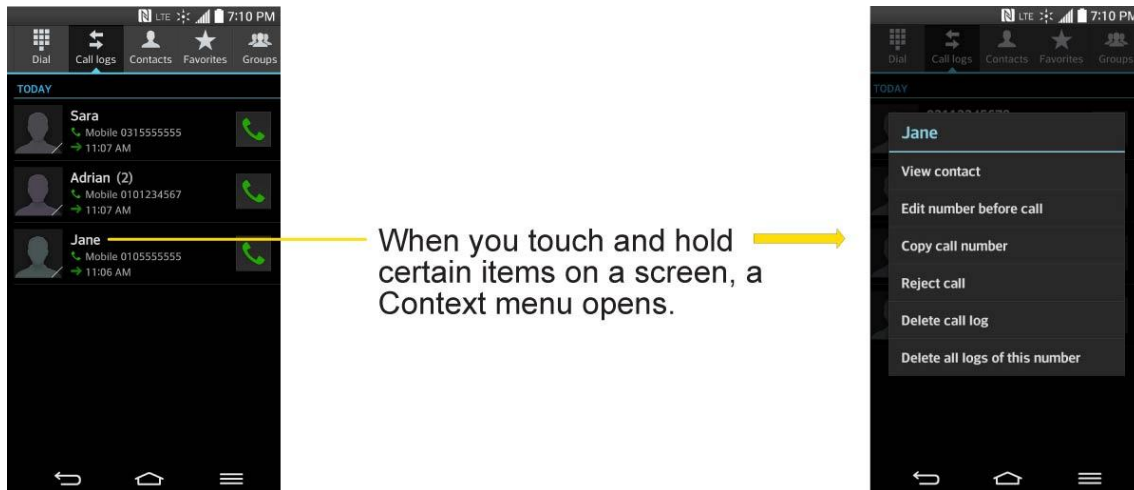 LTE 7:10 PM
Dial Call logs Contacts Favorites Groups
TODAY
Sara
Mobile 0315555555
11:07 AM
Adrian (2)
Mobile 0101234567
11:07 AM
Jane
Mobile 0105555555
11:06 AM
When you touch and hold
certain items on a screen, a
Context menu opens.
LTE 7:10 PM
Dial Call logs Contacts Favorites Groups
TODAY
Jane
View contact
Edit number before call
Copy call number
Reject call
Delete call log
Delete all logs of this number